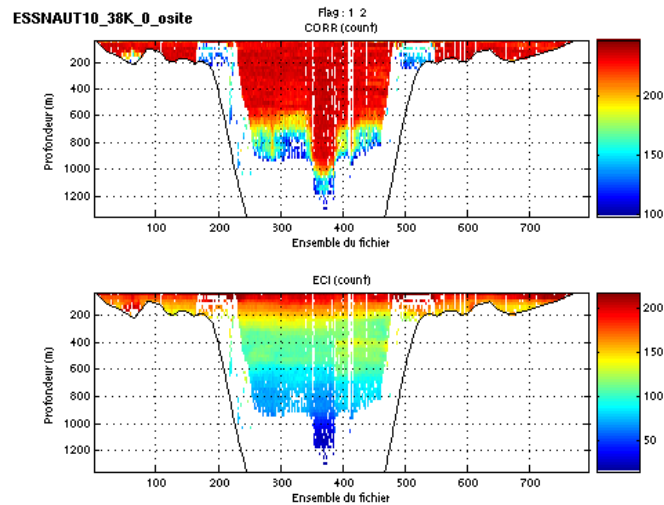 ESSNAUT10_38K_0_osite
Flag : 1 2
CORR (count)
200
400
600
800
1000
1200
Profondeur (m)
100 200 300 400 500 600 700
Ensemble du fichier
200
150
100
ECI (count)
200
400
600
800
1000
1200
Profondeur (m)
100 200 300 400 500 600 700
Ensemble du fichier
200
150
100
50